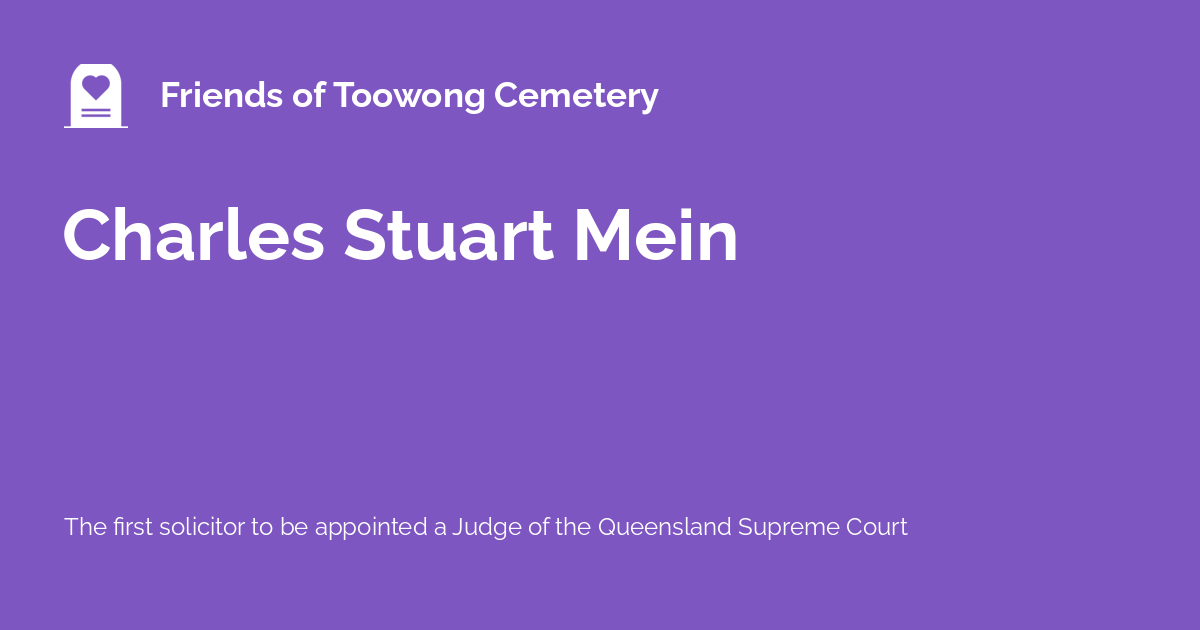 Friends of Toowong Cemetery
Charles Stuart Mein
The first solicitor to be appointed a Judge of the Queensland Supreme Court